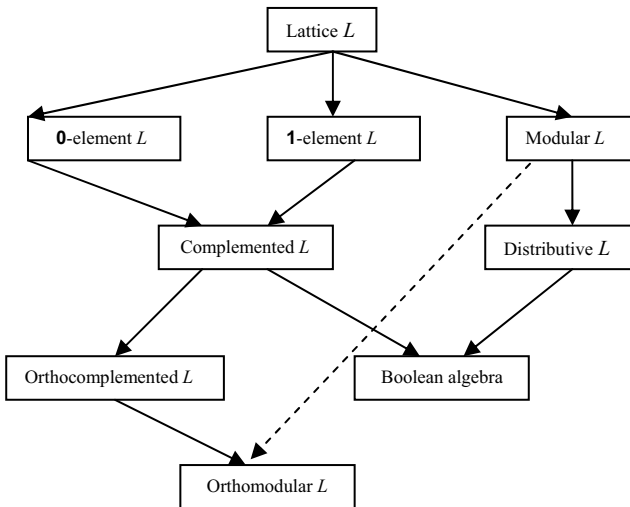 Lattice L
0-element L
1-element L
Modular L
Complemented L
Distributive L
Orthocomplemented L
Boolean algebra
Orthomodular L